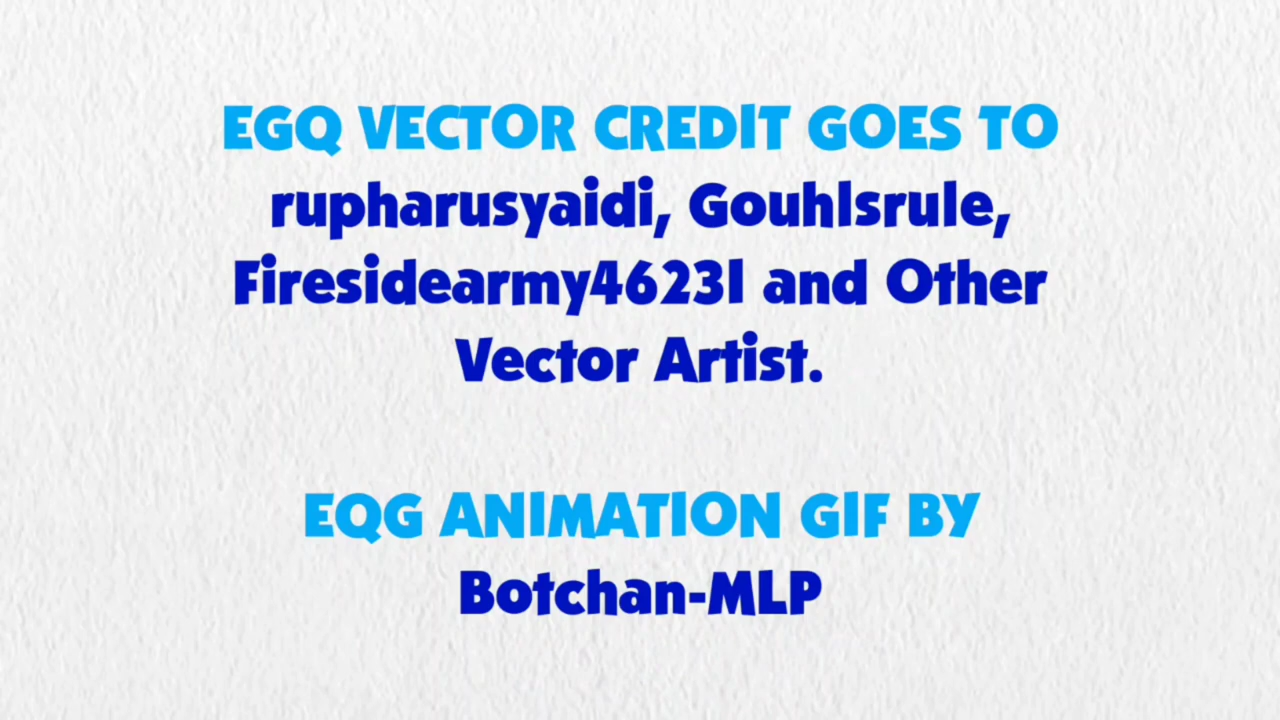 EGQ VECTOR CREDIT GOES TO
rupharusyaidi, Gouhlsrule,
Firesidearmy46231 and Other
Vector Artist.
EQG ANIMATION GIF BY
Botchan-MLP